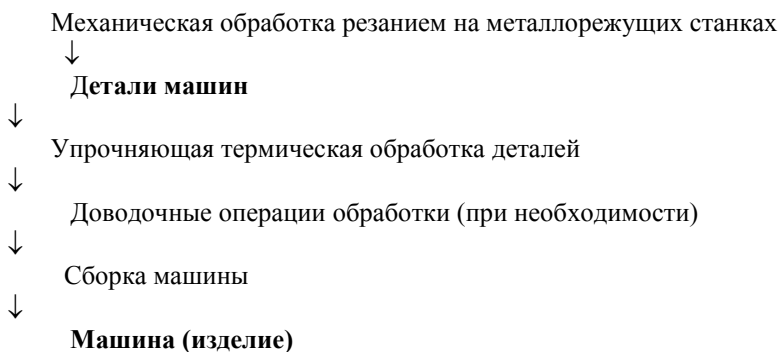 Механическая обработка резанием на металлорежущих станках
↓
Детали машин
↓
Упрочняющая термическая обработка деталей
↓
Доводочные операции обработки (при необходимости)
↓
Сборка машины
↓
Машина (изделие)